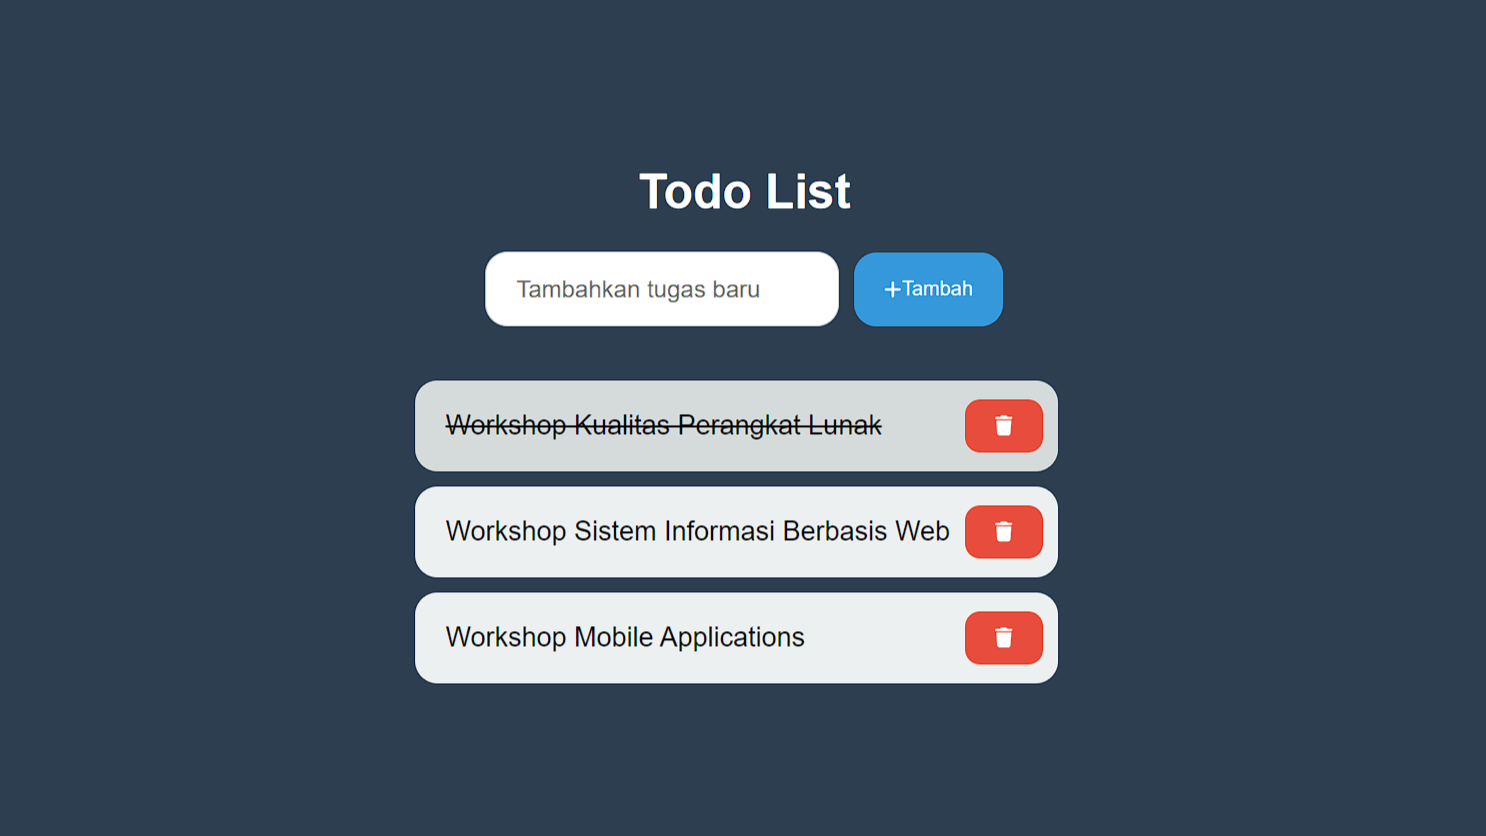 Todo List
Tambahkan tugas baru
+Tambah
Workshop Kualitas Perangkat Lunak
Workshop Sistem Informasi Berbasis Web
Workshop Mobile Applications